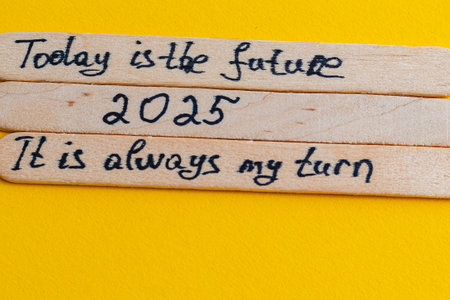 Today is the future
2025
It is always my turn